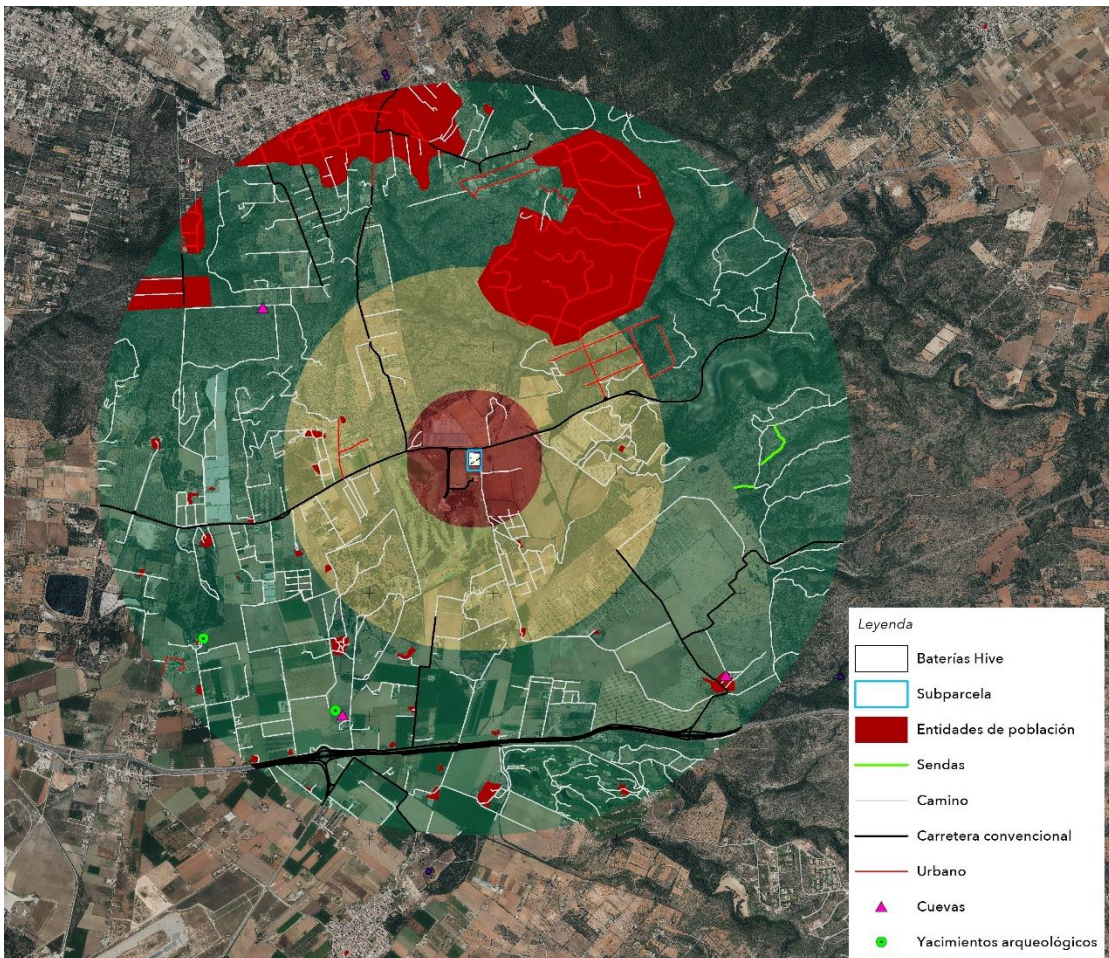 Leyenda
Baterías Hive
Subparcela
Entidades de población
Sendas
Camino
Carretera convencional
Urbano
Cuevas
Yacimientos arqueológicos